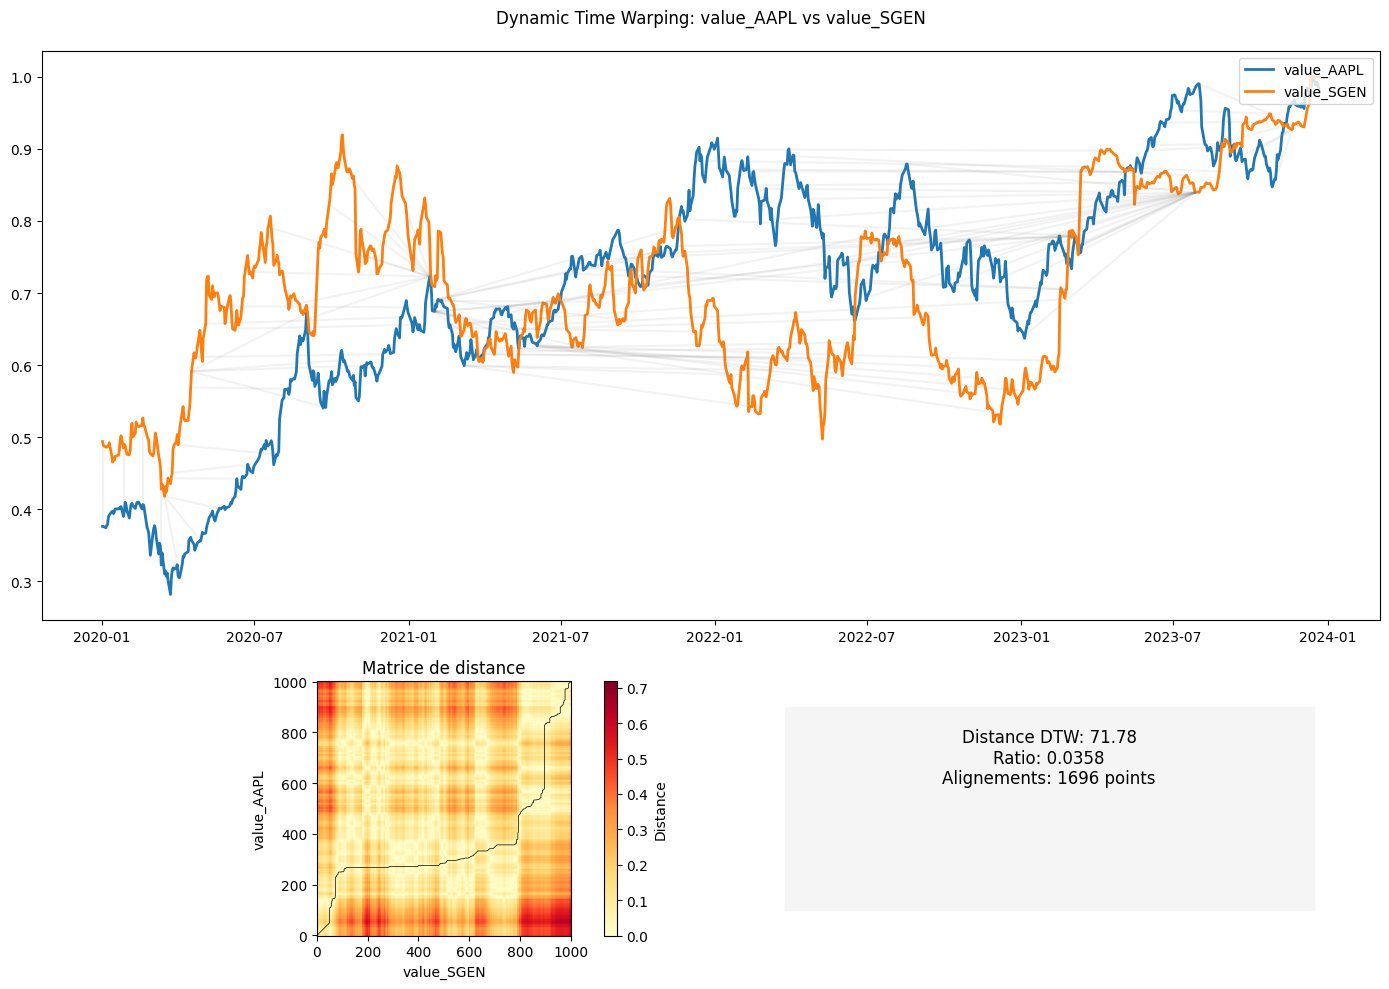 Dynamic Time Warping: value_AAPL vs value_SGEN
value_AAPL
value_SGEN
1.0
0.9
0.8
0.7
0.6
0.5
0.4
0.3
2020-01 2020-07 2021-01 2021-07 2022-01 2022-07 2023-01 2023-07 2024-01
Matrice de distance
value_AAPL
1000
800
600
400
200
0
0 200 400 600 800 1000
value_SGEN
0.7
0.6
0.5
0.4
0.3
0.2
0.1
0.0
Distance
Distance DTW: 71.78
Ratio: 0.0358
Alignements: 1696 points